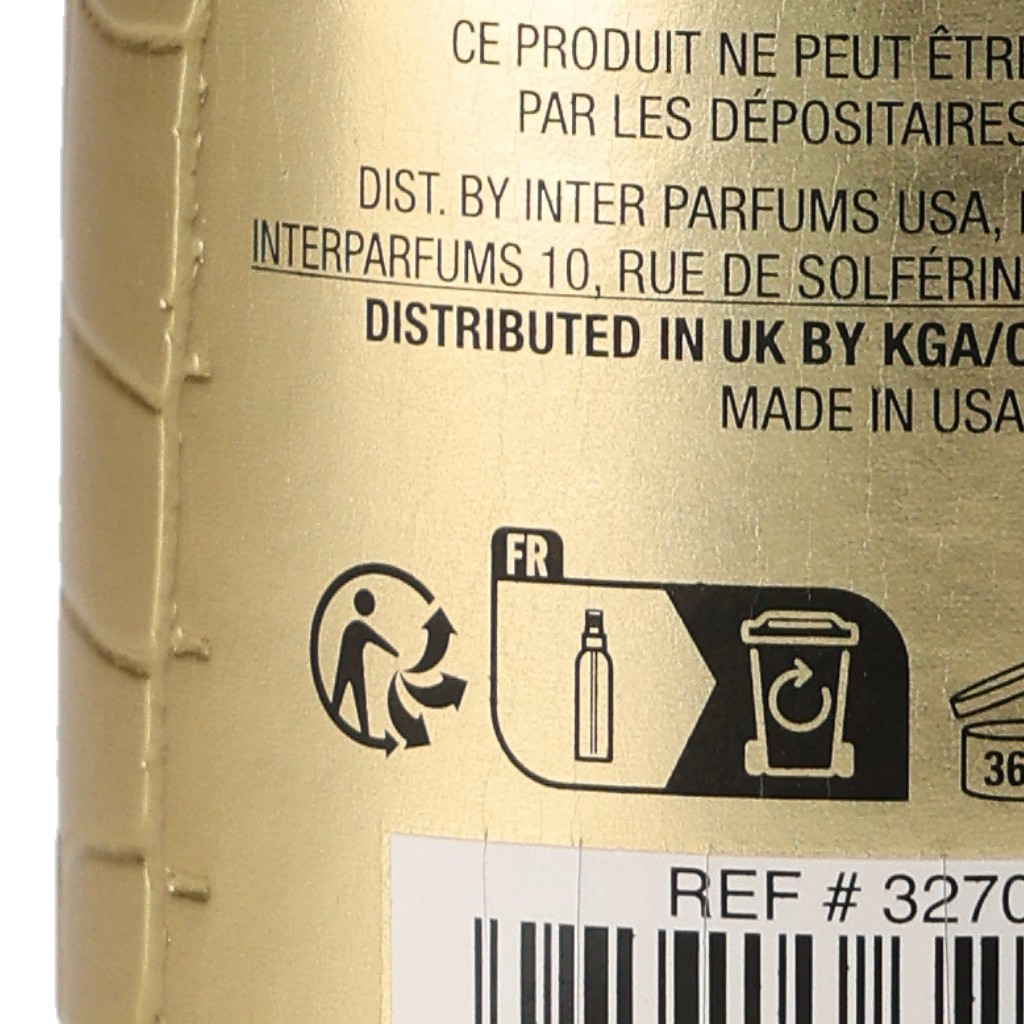 CE PRODUIT NE PEUT ÊTR
PAR LES DÉPOSITAIRES
DIST. BY INTER PARFUMS USA,
INTERPARFUMS 10, RUE DE SOLFÉRIN
DISTRIBUTED IN UK BY KGA/
MADE IN USA
FR
36
REF # 3270